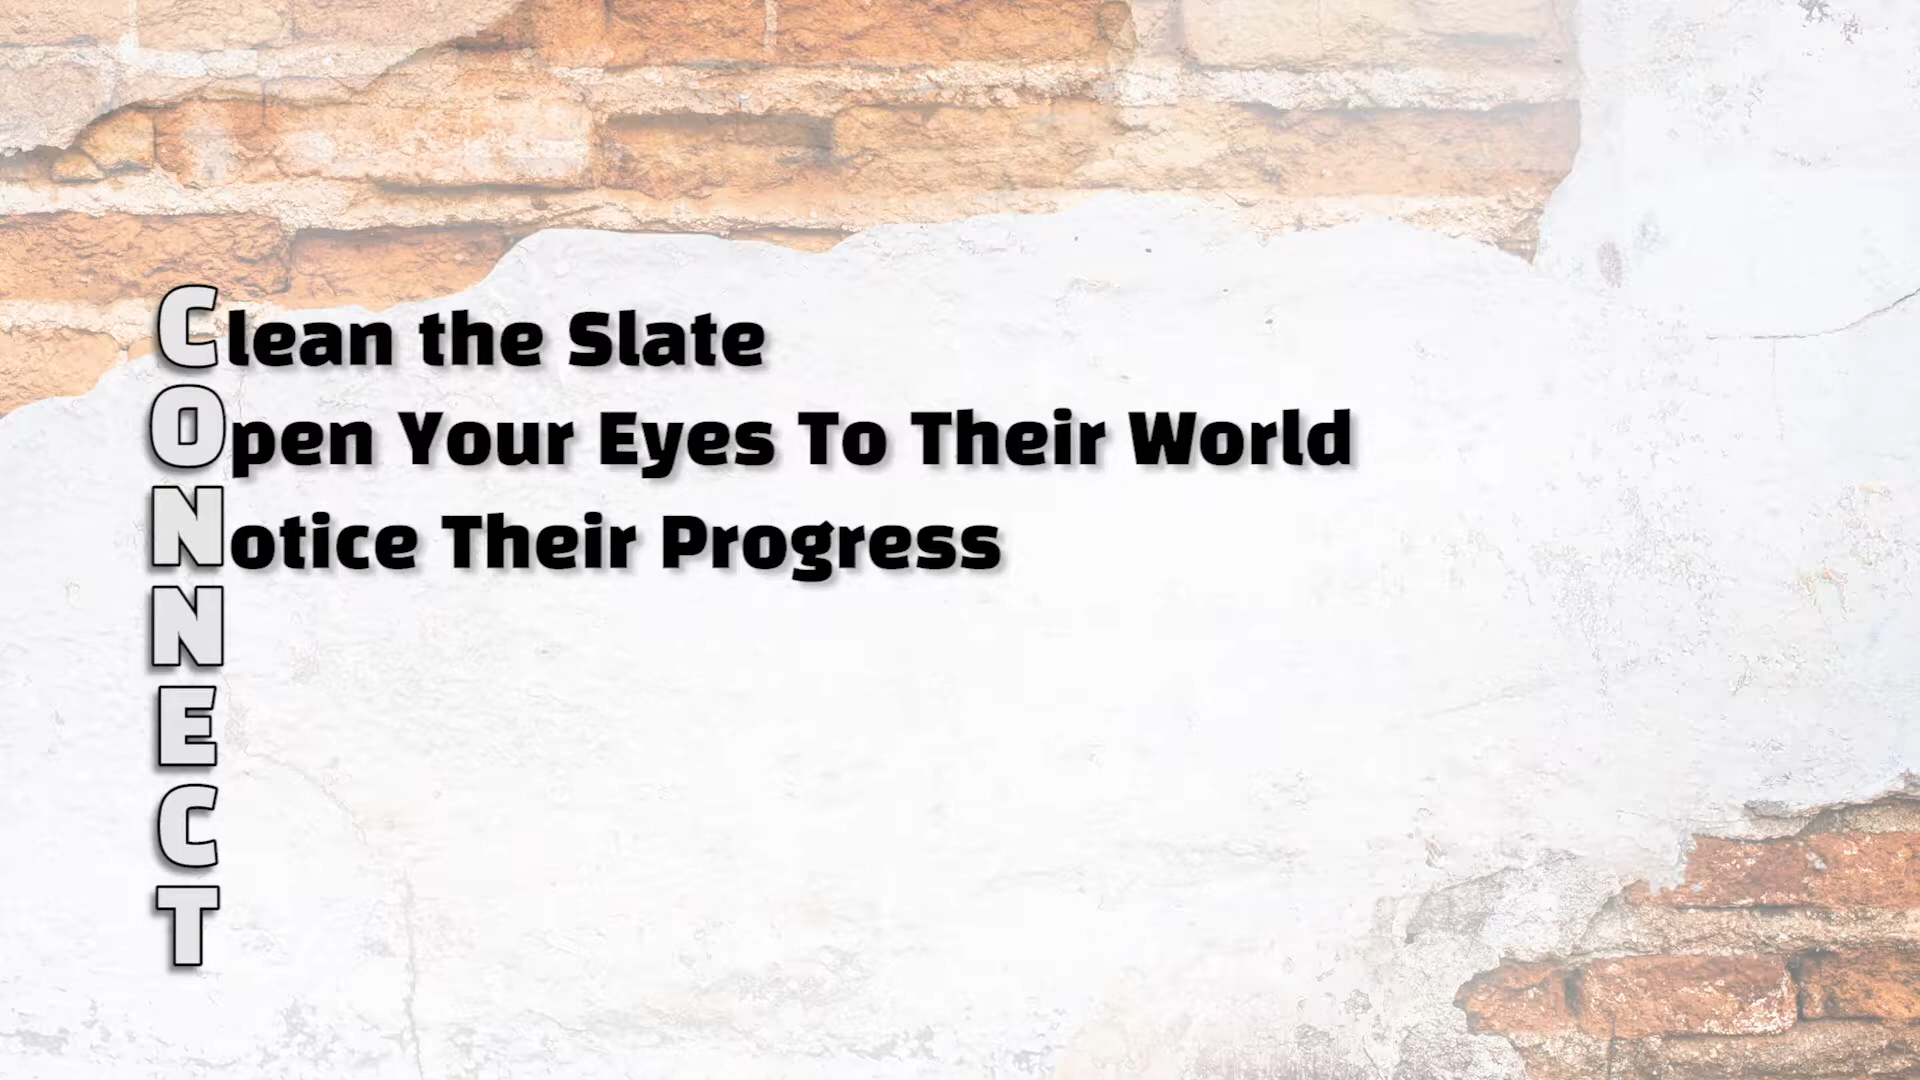 Clean the Slate
Open Your Eyes To Their World
Notice Their Progress
N
E
C
T